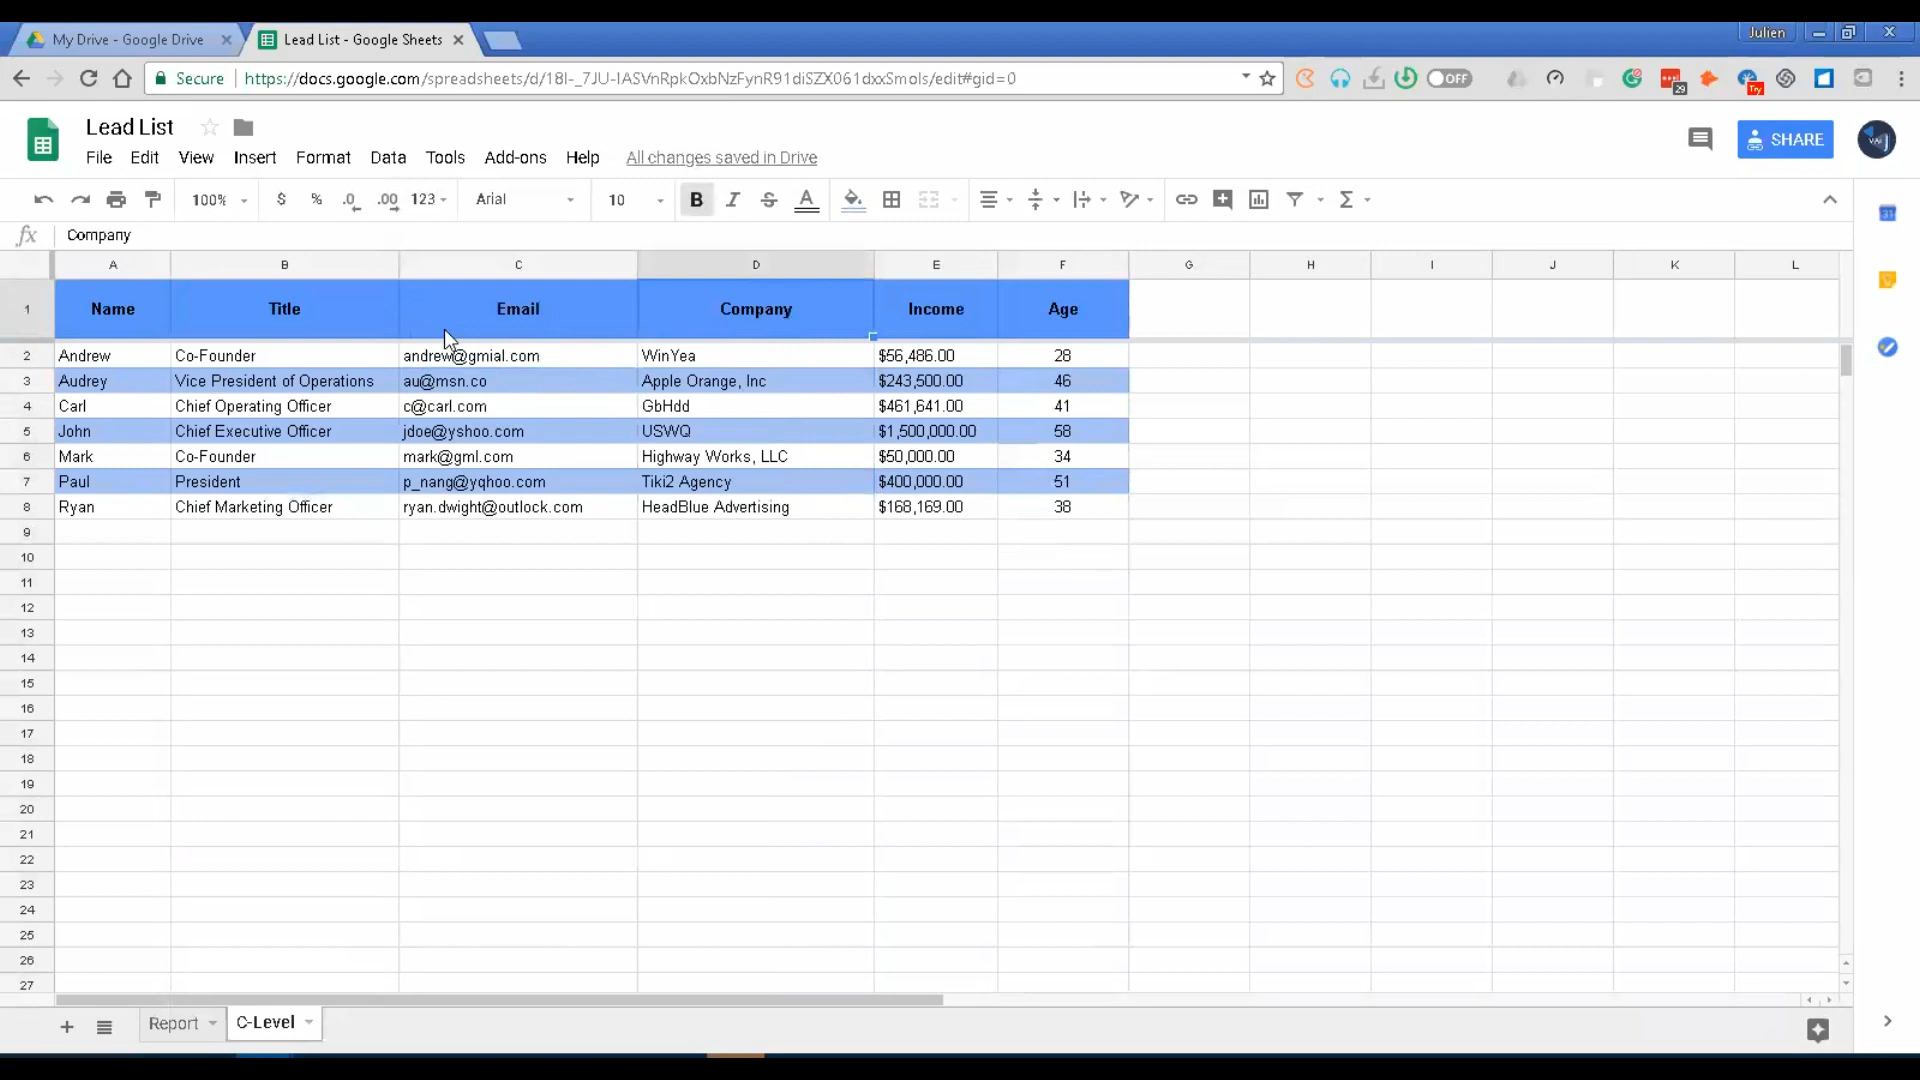 My Drive - Google Drive
Lead List - Google Sheets
Julien
Secure
https://docs.google.com/spreadsheets/d/18I-_7JU-IASVnRpkOxbNzFynR91diSZX061dxxSmols/edit#gid=0
OFF
29
Try
Lead List
File Edit View Insert Format Data Tools Add-ons Help All changes saved in Drive
SHARE
100% $ % .0 .00 123 Arial 10 B I S A Σ
31
fx Company
A B C D E F G H I J K L
1 Name Title Email Company Income Age
2 Andrew Co-Founder andrew@gmial.com WinYea $56,486.00 28
3 Audrey Vice President of Operations au@msn.co Apple Orange, Inc $243,500.00 46
4 Carl Chief Operating Officer c@carl.com GbHdd $461,641.00 41
5 John Chief Executive Officer jdoe@yshoo.com USWQ $1,500,000.00 58
6 Mark Co-Founder mark@gml.com Highway Works, LLC $50,000.00 34
7 Paul President p_nang@yqhoo.com Tiki2 Agency $400,000.00 51
8 Ryan Chief Marketing Officer ryan.dwight@outlock.com HeadBlue Advertising $168,169.00 38
9
10
11
12
13
14
15
16
17
18
19
20
21
22
23
24
25
26
27
Report C-Level